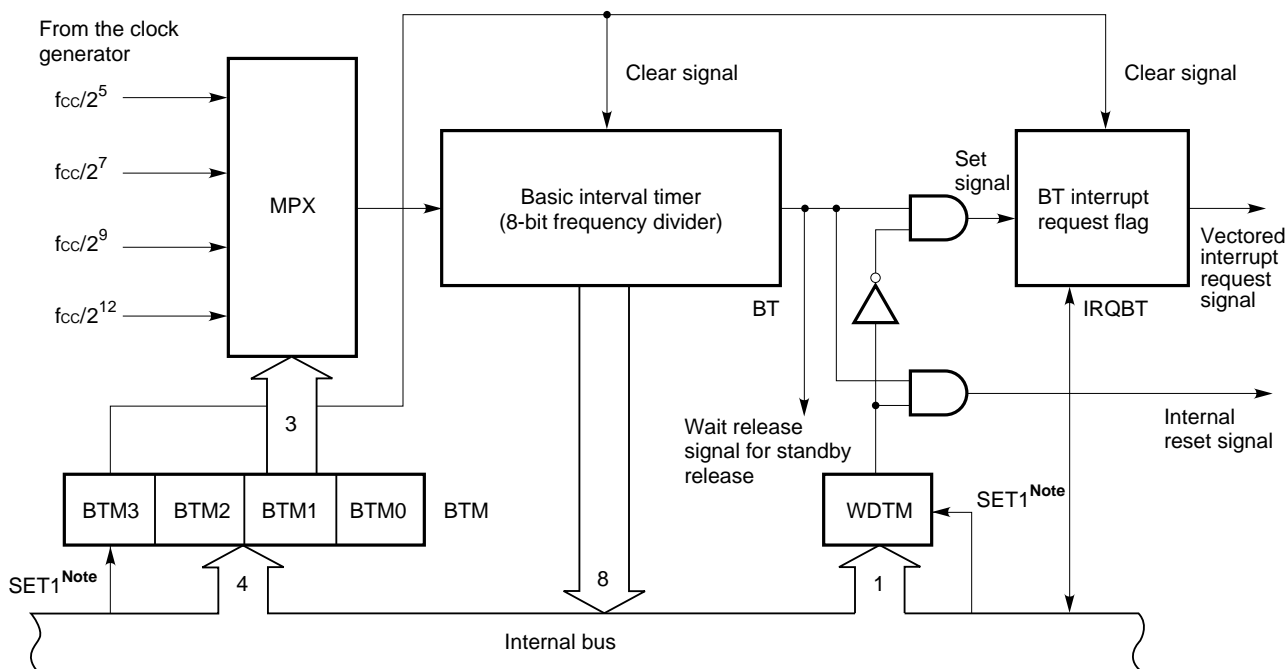 From the clock
generator
fCC/2^5
fCC/2^7
fCC/2^9
fCC/2^12
MPX
Clear signal
Basic interval timer
(8-bit frequency divider)
BT
Set
signal
Clear signal
BT interrupt
request flag
IRQBT
Vectored
interrupt
request
signal
3
Wait release
signal for standby
release
Internal
reset signal
BTM3
BTM2
BTM1
BTM0
BTM
WDTM
SET1Note
SET1Note
4
8
1
Internal bus